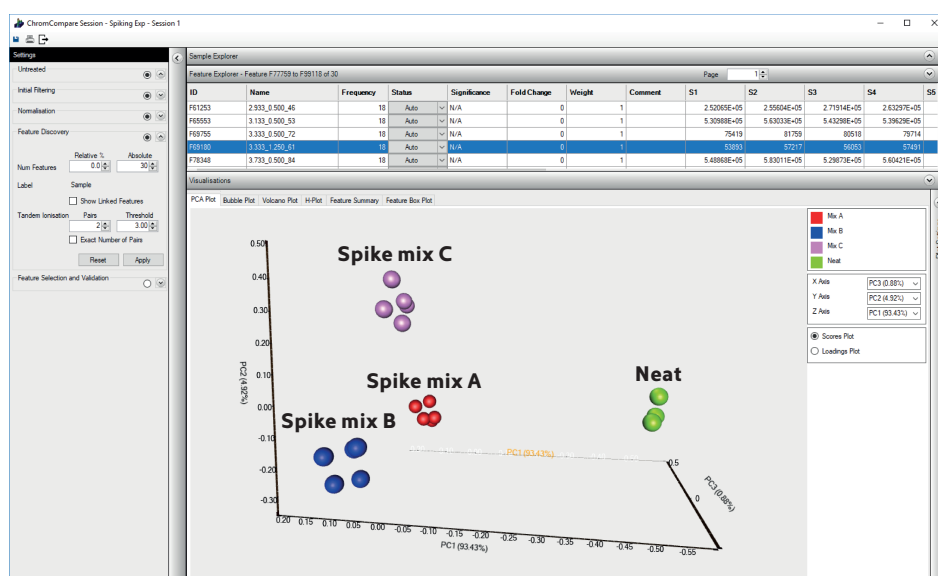 ChromCompare Session - Spiking Exp - Session 1
Settings
Untreated
Initial Filtering
Normalisation
Feature Discovery
Relative % Absolute
Num Features 0.0 30
Label Sample
Show Linked Features
Tandem Ionisation Pairs Threshold
2 3.00
Exact Number of Pairs
Reset Apply
Feature Selection and Validation
Sample Explorer
Feature Explorer - Feature F77759 to F99118 of 30 Page 1
ID Name Frequency Status Significance Fold Change Weight Comment S1 S2 S3 S4 S5
F61253 2.933_0.500_46 18 Auto N/A 0 1 2.52065E+05 2.55604E+05 2.71914E+05 2.63297E+05
F65553 3.133_0.500_53 18 Auto N/A 0 1 5.30988E+05 5.63033E+05 5.43298E+05 5.39629E+05
F69755 3.333_0.500_72 18 Auto N/A 0 1 75419 81759 80518 79714
F69180 3.333_1.250_61 18 Auto N/A 0 1 53893 57217 56053 57491
F78348 3.733_0.500_84 18 Auto N/A 0 1 5.48868E+05 5.83011E+05 5.29873E+05 5.60421E+05
Visualisations
PCA Plot Bubble Plot Volcano Plot H-Plot Feature Summary Feature Box Plot
Mix A
Mix B
Mix C
Neat
X Axis PC3 (0.88%)
Y Axis PC2 (4.92%)
Z Axis PC1 (93.43%)
Scores Plot
Loadings Plot
Spike mix C
Spike mix A
Spike mix B
Neat
0.50
0.40
0.30
0.20
0.10
0.00
-0.10
-0.20
-0.30
PC2 (4.92%)
PC1 (93.43%)
0.5
0
PC3 (0.88%)
0.20 0.15 0.10 0.05 0.00 -0.05 -0.10 -0.15 -0.20 -0.25 -0.30 -0.35 -0.40 -0.45 -0.50 -0.55
PC1 (93.43%)